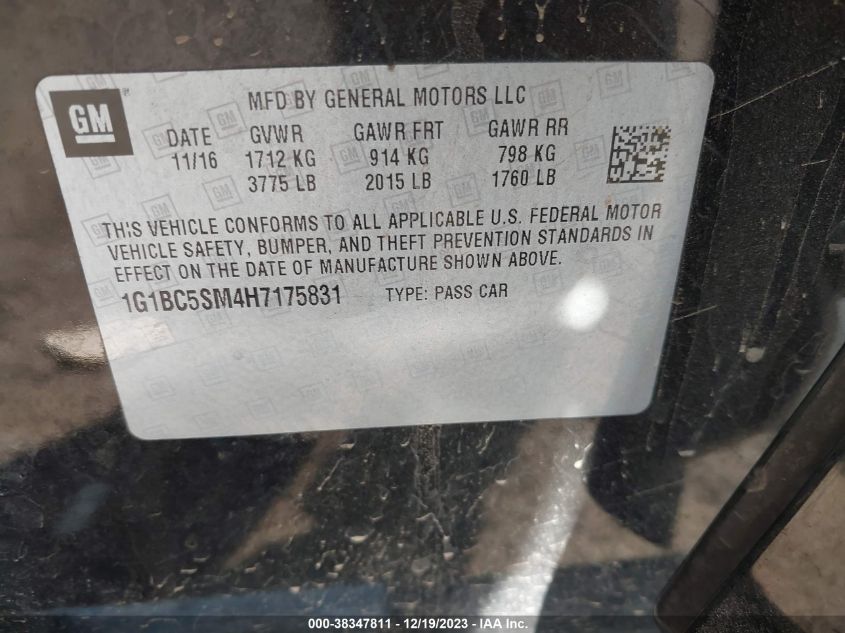 GM
MFD BY GENERAL MOTORS LLC
DATE GVWR GAWR FRT GAWR RR
11/16 1712 KG 914 KG 798 KG
3775 LB 2015 LB 1760 LB
THIS VEHICLE CONFORMS TO ALL APPLICABLE U.S. FEDERAL MOTOR
VEHICLE SAFETY, BUMPER, AND THEFT PREVENTION STANDARDS IN
EFFECT ON THE DATE OF MANUFACTURE SHOWN ABOVE.
1G1BC5SM4H7175831 TYPE: PASS CAR
000-38347811 - 12/19/2023 - IAA Inc.